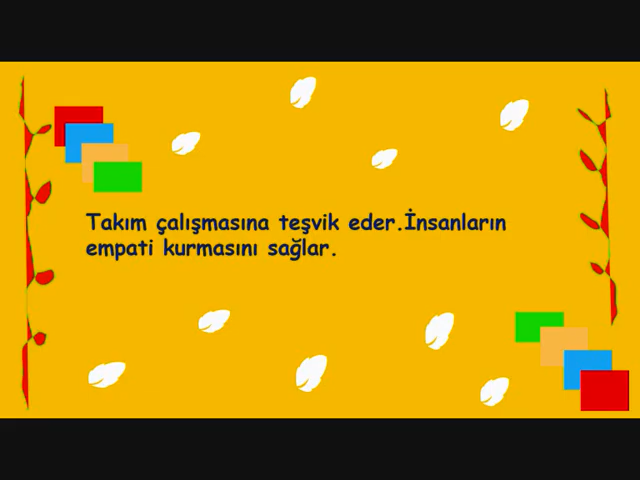 Takım çalışmasına teşvik eder.İnsanların
empati kurmasını sağlar.